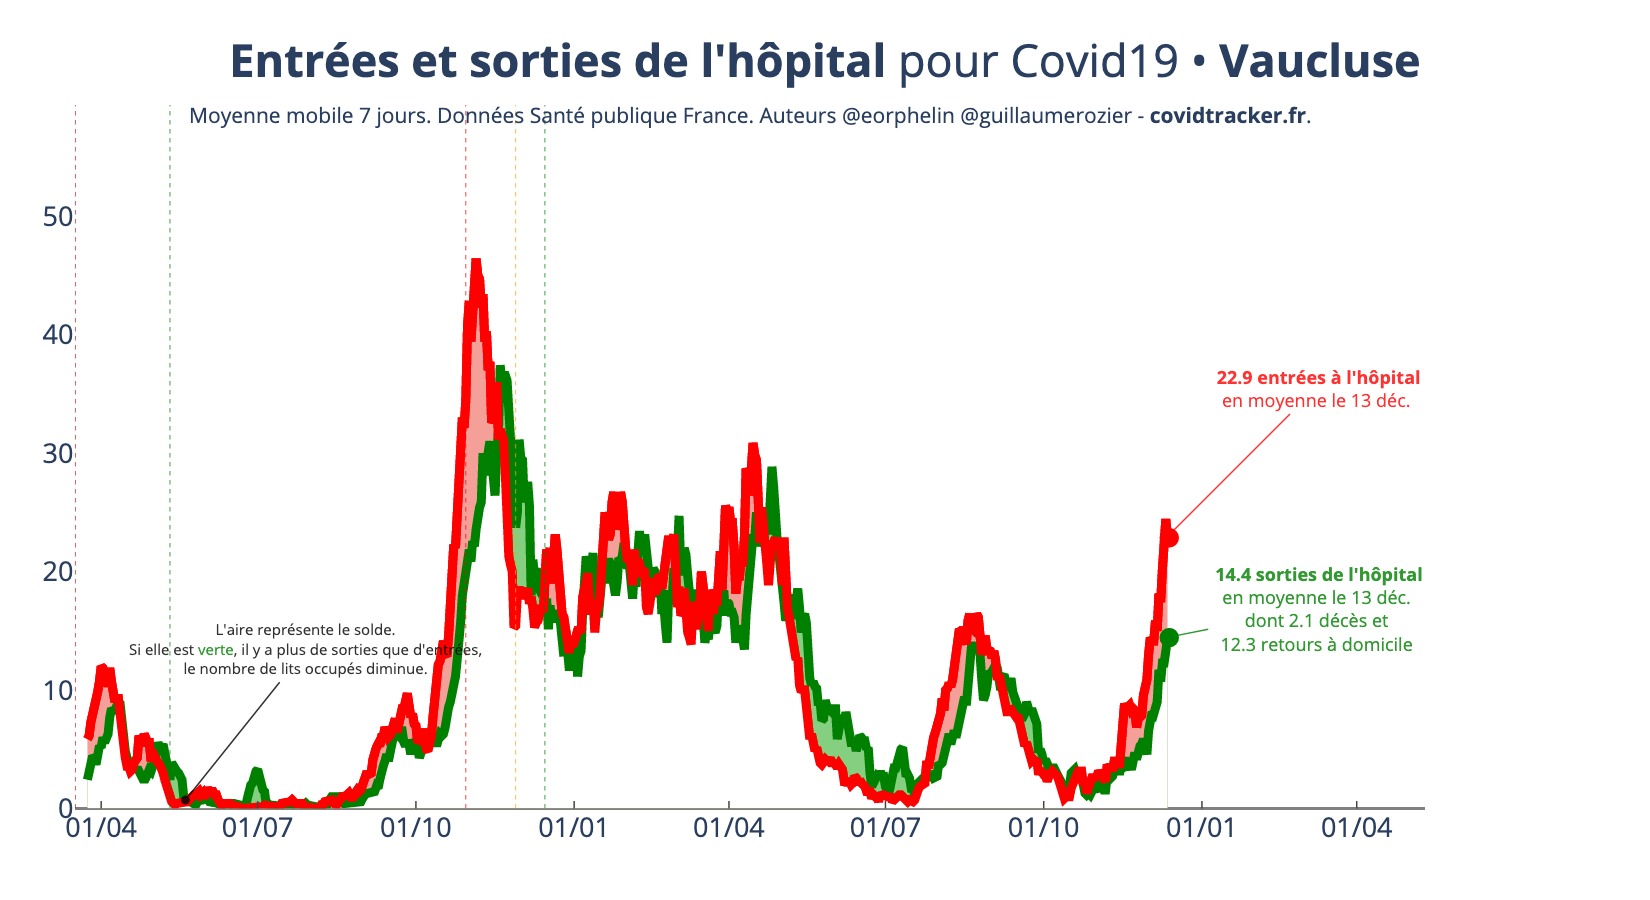 Entrées et sorties de l'hôpital pour Covid19 • Vaucluse
Moyenne mobile 7 jours. Données Santé publique France. Auteurs @eorphelin @guillaumerozier - covidtracker.fr.
50
40
30
20
10
0
22.9 entrées à l'hôpital
en moyenne le 13 déc.
14.4 sorties de l'hôpital
en moyenne le 13 déc.
dont 2.1 décès et
12.3 retours à domicile
L'aire représente le solde.
Si elle est verte, il y a plus de sorties que d'entrées,
le nombre de lits occupés diminue.
01/04 01/07 01/10 01/01 01/04 01/07 01/10 01/01 01/04